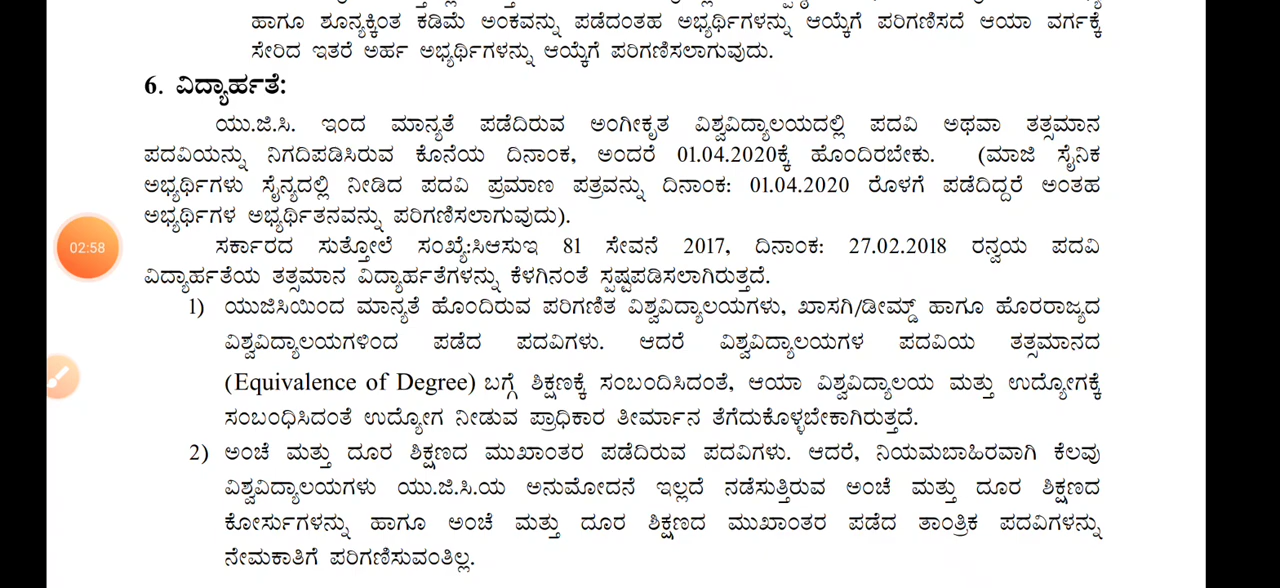 ಹಾಗೂ ಶೂನ್ಯಕ್ಕಿಂತ ಕಡಿಮೆ ಅಂಕವನ್ನು ಪಡೆದಂತಹ ಅಭ್ಯರ್ಥಿಗಳನ್ನು ಆಯ್ಕೆಗೆ ಪರಿಗಣಿಸದೆ ಆಯಾ ವರ್ಗಕ್ಕೆ
ಸೇರಿದ ಇತರೆ ಅರ್ಹ ಅಭ್ಯರ್ಥಿಗಳನ್ನು ಆಯ್ಕೆಗೆ ಪರಿಗಣಿಸಲಾಗುವುದು.
6. ವಿದ್ಯಾರ್ಹತೆ:
ಯು.ಜಿ.ಸಿ. ಇಂದ ಮಾನ್ಯತೆ ಪಡೆದಿರುವ ಅಂಗೀಕೃತ ವಿಶ್ವವಿದ್ಯಾಲಯದಲ್ಲಿ ಪದವಿ ಅಥವಾ ತತ್ಸಮಾನ
ಪದವಿಯನ್ನು ನಿಗದಿಪಡಿಸಿರುವ ಕೊನೆಯ ದಿನಾಂಕ, ಅಂದರೆ 01.04.2020ಕ್ಕೆ ಹೊಂದಿರಬೇಕು. (ಮಾಜಿ ಸೈನಿಕ
ಅಭ್ಯರ್ಥಿಗಳು ಸೈನ್ಯದಲ್ಲಿ ನೀಡಿದ ಪದವಿ ಪ್ರಮಾಣ ಪತ್ರವನ್ನು ದಿನಾಂಕ: 01.04.2020 ರೊಳಗೆ ಪಡೆದಿದ್ದರೆ ಅಂತಹ
ಅಭ್ಯರ್ಥಿಗಳ ಅಭ್ಯರ್ಥಿತನವನ್ನು ಪರಿಗಣಿಸಲಾಗುವುದು).
02:58
ಸರ್ಕಾರದ ಸುತ್ತೋಲೆ ಸಂಖ್ಯೆ:ಸಿಆಸುಇ 81 ಸೇವನೆ 2017, ದಿನಾಂಕ: 27.02.2018 ರನ್ವಯ ಪದವಿ
ವಿದ್ಯಾರ್ಹತೆಯ ತತ್ಸಮಾನ ವಿದ್ಯಾರ್ಹತೆಗಳನ್ನು ಕೆಳಗಿನಂತೆ ಸ್ಪಷ್ಟಪಡಿಸಲಾಗಿರುತ್ತದೆ.
1) ಯುಜಿಸಿಯಿಂದ ಮಾನ್ಯತೆ ಹೊಂದಿರುವ ಪರಿಗಣಿತ ವಿಶ್ವವಿದ್ಯಾಲಯಗಳು, ಖಾಸಗಿ/ಡೀಮ್ಡ್ ಹಾಗೂ ಹೊರರಾಜ್ಯದ
ವಿಶ್ವವಿದ್ಯಾಲಯಗಳಿಂದ ಪಡೆದ ಪದವಿಗಳು. ಆದರೆ ವಿಶ್ವವಿದ್ಯಾಲಯಗಳ ಪದವಿಯ ತತ್ಸಮಾನದ
(Equivalence of Degree) ಬಗ್ಗೆ ಶಿಕ್ಷಣಕ್ಕೆ ಸಂಬಂದಿಸಿದಂತೆ, ಆಯಾ ವಿಶ್ವವಿದ್ಯಾಲಯ ಮತ್ತು ಉದ್ಯೋಗಕ್ಕೆ
ಸಂಬಂಧಿಸಿದಂತೆ ಉದ್ಯೋಗ ನೀಡುವ ಪ್ರಾಧಿಕಾರ ತೀರ್ಮಾನ ತೆಗೆದುಕೊಳ್ಳಬೇಕಾಗಿರುತ್ತದೆ.
2) ಅಂಚೆ ಮತ್ತು ದೂರ ಶಿಕ್ಷಣದ ಮುಖಾಂತರ ಪಡೆದಿರುವ ಪದವಿಗಳು. ಆದರೆ, ನಿಯಮಬಾಹಿರವಾಗಿ ಕೆಲವು
ವಿಶ್ವವಿದ್ಯಾಲಯಗಳು ಯು.ಜಿ.ಸಿ.ಯ ಅನುಮೋದನೆ ಇಲ್ಲದೆ ನಡೆಸುತ್ತಿರುವ ಅಂಚೆ ಮತ್ತು ದೂರ ಶಿಕ್ಷಣದ
ಕೋರ್ಸುಗಳನ್ನು ಹಾಗೂ ಅಂಚೆ ಮತ್ತು ದೂರ ಶಿಕ್ಷಣದ ಮುಖಾಂತರ ಪಡೆದ ತಾಂತ್ರಿಕ ಪದವಿಗಳನ್ನು
ನೇಮಕಾತಿಗೆ ಪರಿಗಣಿಸುವಂತಿಲ್ಲ.